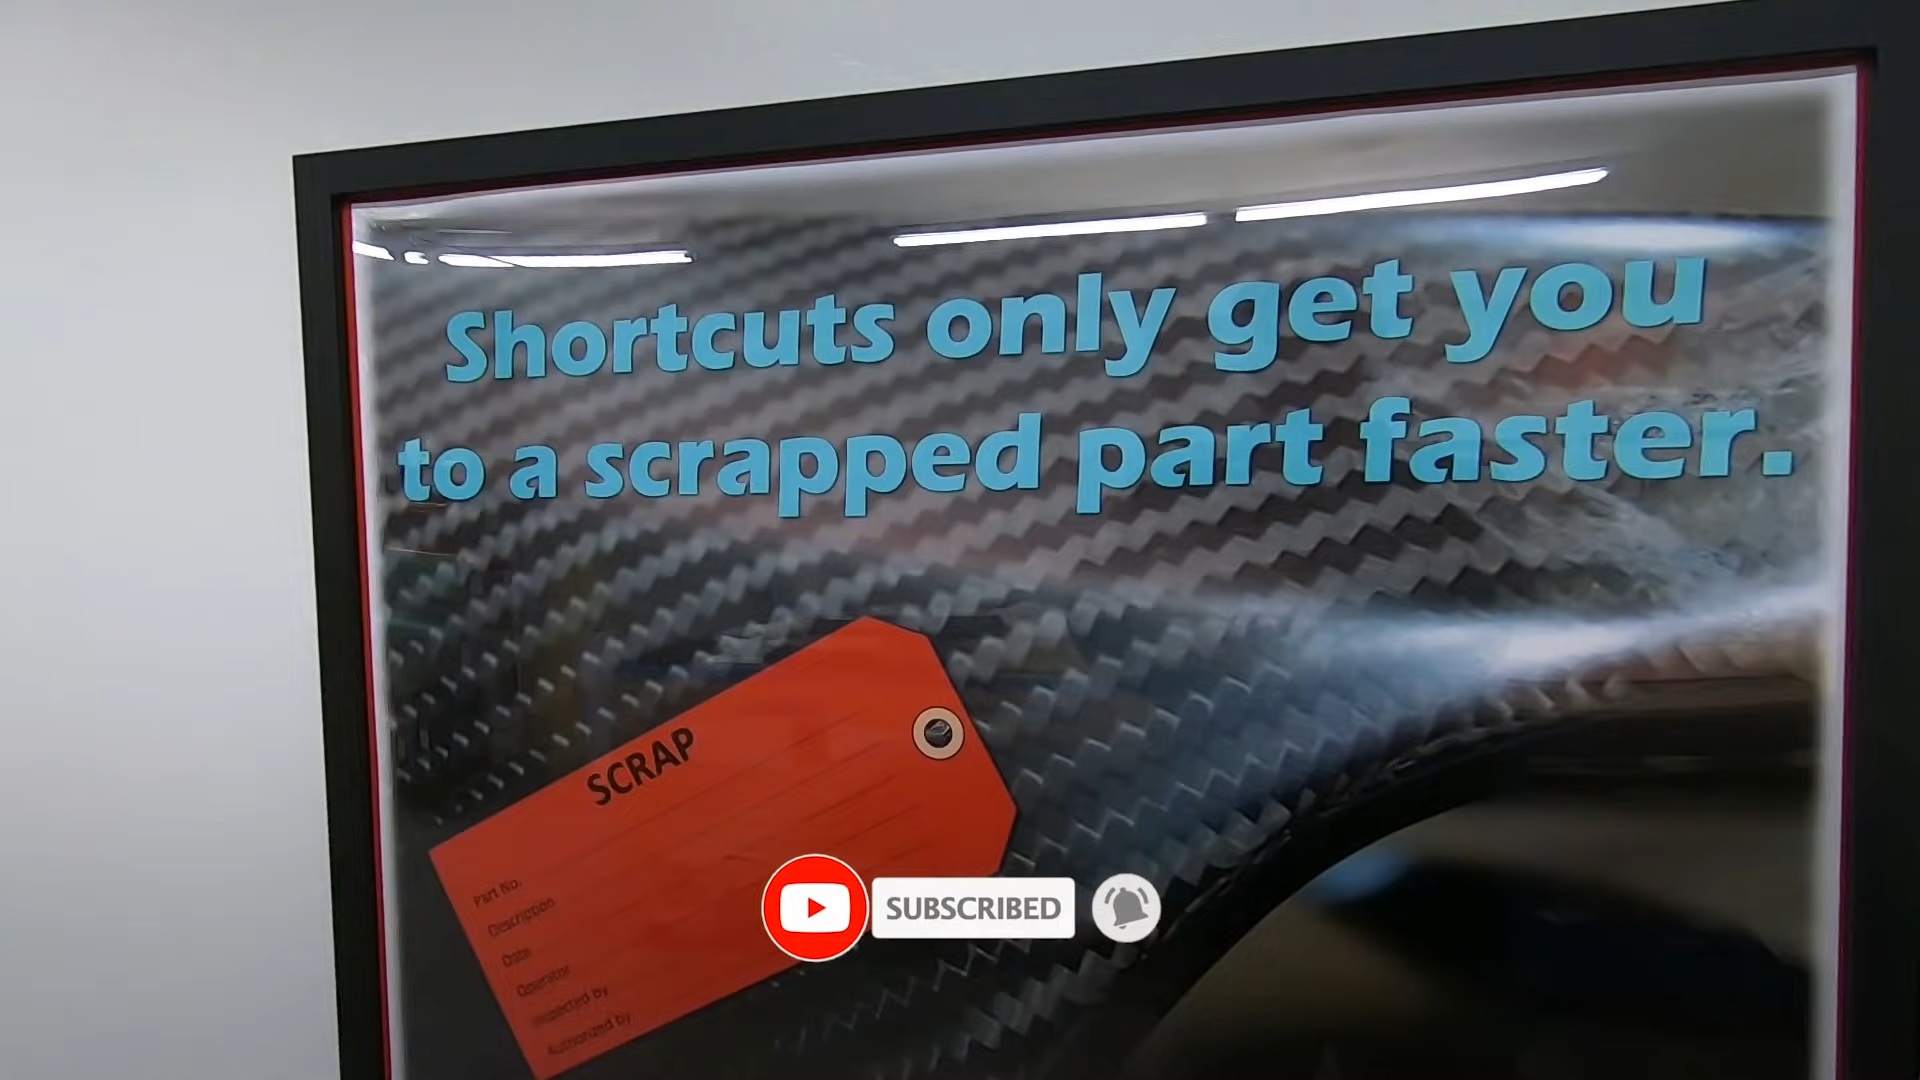 Shortcuts only get you
to a scrapped part faster.
SCRAP
Part No.
Description
Date
Operator
Inspected by
Authorized by
SUBSCRIBED